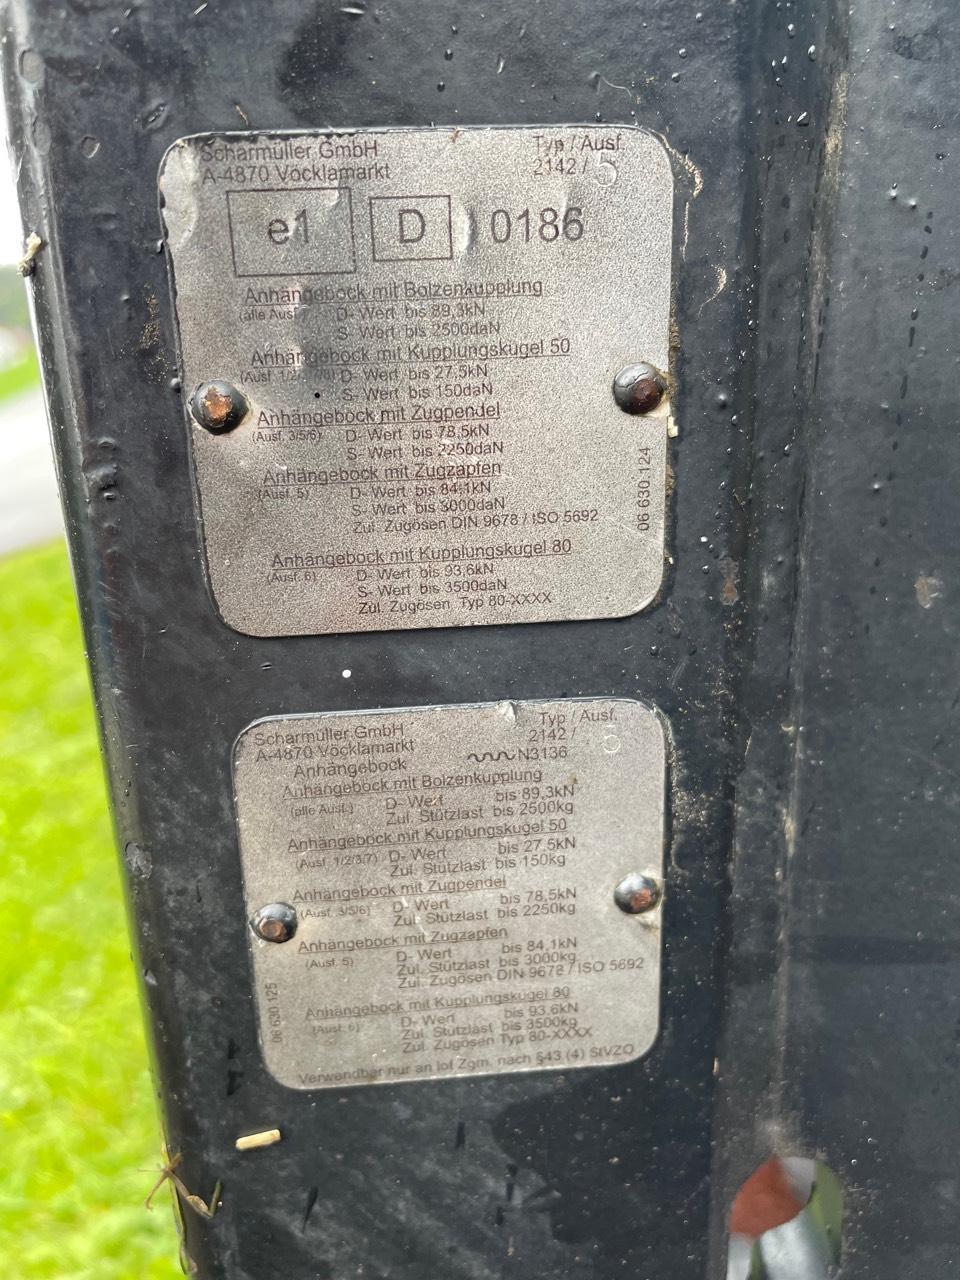 Scharmüller GmbH
A-4870 Vöcklamarkt
Typ / Ausf.
2142 / 5
e1 D 0186
Anhängebock mit Bolzenkupplung
(alle Ausf.) D- Wert bis 89,3kN
S- Wert bis 2500daN
Anhängebock mit Kupplungskugel 50
(Ausf. 1/2/3/7/8) D- Wert bis 27,5kN
S- Wert bis 150daN
Anhängebock mit Zugpendel
(Ausf. 3/5/6) D- Wert bis 78,5kN
S- Wert bis 2250daN
Anhängebock mit Zugzapfen
(Ausf. 5) D- Wert bis 84,1kN
S- Wert bis 3000daN
Zul. Zugösen DIN 9678 / ISO 5692
Anhängebock mit Kupplungskugel 80
(Ausf. 6) D- Wert bis 93,6kN
S- Wert bis 3500daN
Zul. Zugösen Typ 80-XXXX
06 630.124
Scharmüller GmbH
A-4870 Vöcklamarkt
Typ / Ausf.
2142 / 5
Anhängebock N3136
Anhängebock mit Bolzenkupplung
(alle Ausf.) D- Wert bis 89,3kN
Zul. Stützlast bis 2500kg
Anhängebock mit Kupplungskugel 50
(Ausf. 1/2/3/7) D- Wert bis 27,5kN
Zul. Stützlast bis 150kg
Anhängebock mit Zugpendel
(Ausf. 3/5/6) D- Wert bis 78,5kN
Zul. Stützlast bis 2250kg
Anhängebock mit Zugzapfen
(Ausf. 5) D- Wert bis 84,1kN
Zul. Stützlast bis 3000kg
Zul. Zugösen DIN 9678 / ISO 5692
Anhängebock mit Kupplungskugel 80
(Ausf. 6) D- Wert bis 93,6kN
Zul. Stützlast bis 3500kg
Zul. Zugösen Typ 80-XXXX
Verwendbar nur an lof Zgm. nach §43 (4) StVZO
06 630.125